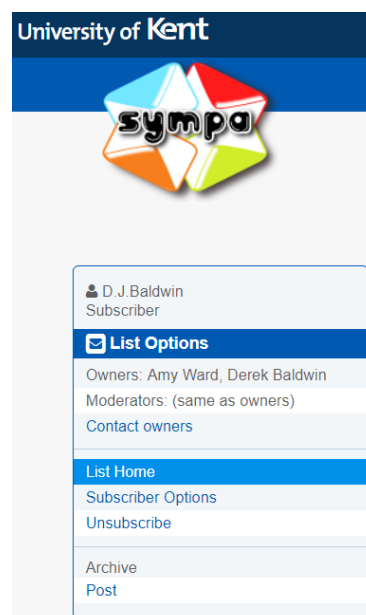 University of Kent
sympa
D.J.Baldwin
Subscriber
List Options
Owners: Amy Ward, Derek Baldwin
Moderators: (same as owners)
Contact owners
List Home
Subscriber Options
Unsubscribe
Archive
Post